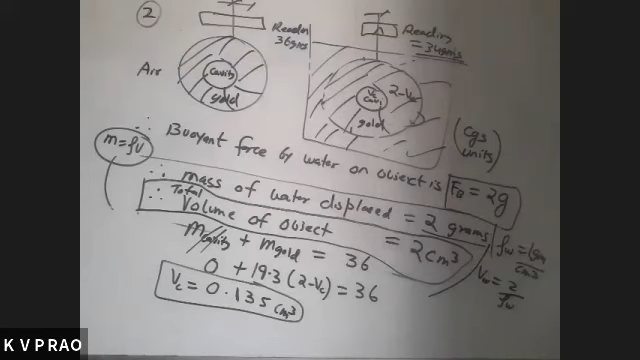 2
Reading
36gms
Reading
= 34gms
Air
cavity
gold
2-Vc
Vc
cavi
gold
(cgs
units)
m=ρV
∴ Buoyant force by water on object is FB = 2g
∴ mass of water displaced = 2 grams
∴ Total
Volume of object = 2cm³
ρw = 1gm/cm³
Vw = 2/ρw
mcavity + mgold = 36
0 + 19.3 (2-Vc) = 36
Vc = 0.135 cm³
K V P RAO